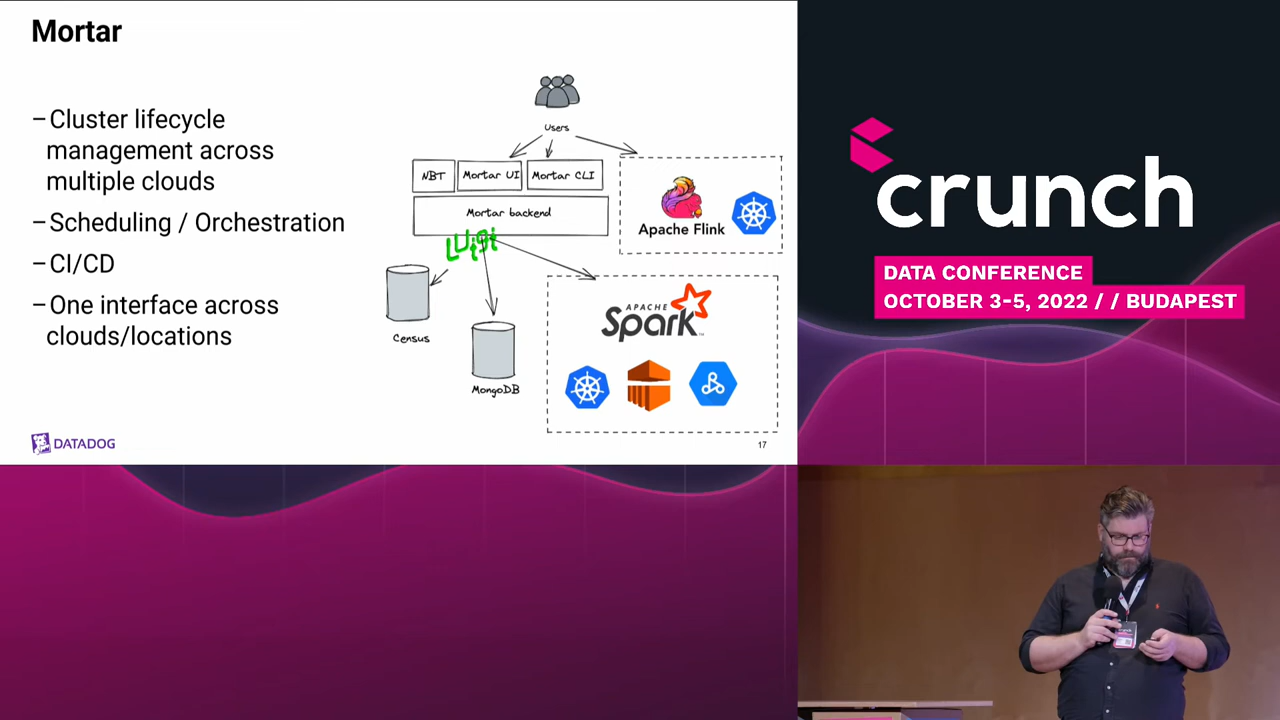 Mortar
–Cluster lifecycle
management across
multiple clouds
–Scheduling / Orchestration
–CI/CD
–One interface across
clouds/locations
Users
NBT
Mortar UI
Mortar CLI
Mortar backend
Apache Flink
LUigi
Census
MongoDB
APACHE
Spark™
DATADOG
17
crunch
DATA CONFERENCE
OCTOBER 3-5, 2022 // BUDAPEST